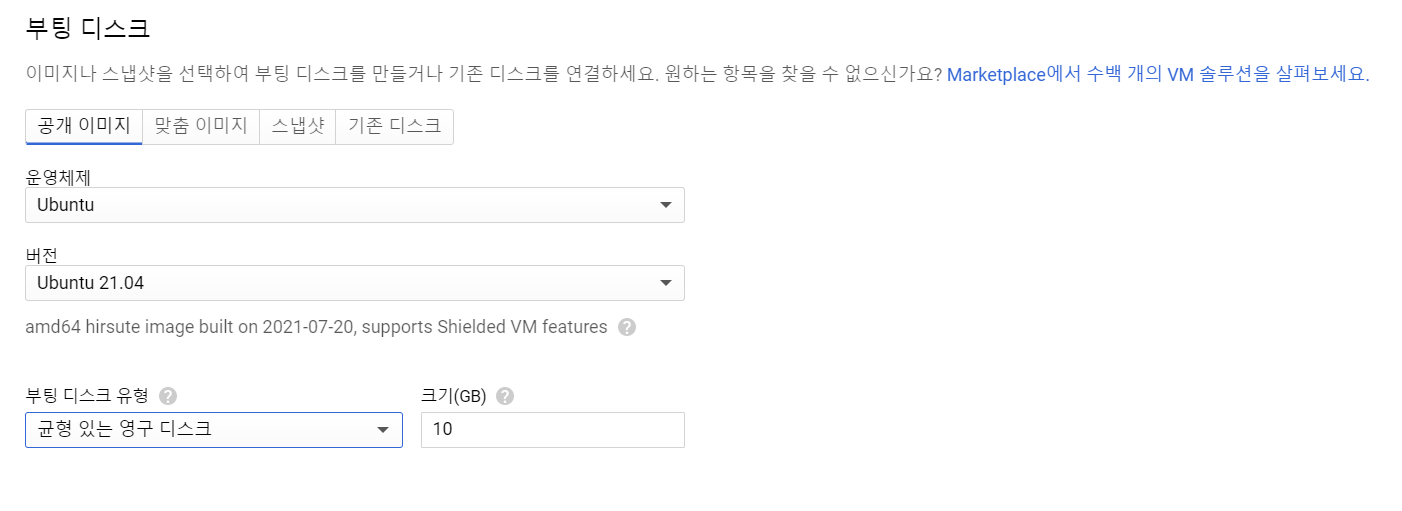 부팅 디스크
이미지나 스냅샷을 선택하여 부팅 디스크를 만들거나 기존 디스크를 연결하세요. 원하는 항목을 찾을 수 없으신가요? Marketplace에서 수백 개의 VM 솔루션을 살펴보세요.
공개 이미지 맞춤 이미지 스냅샷 기존 디스크
운영체제
Ubuntu
버전
Ubuntu 21.04
amd64 hirsute image built on 2021-07-20, supports Shielded VM features ?
부팅 디스크 유형 ? 크기(GB) ?
균형 있는 영구 디스크 10